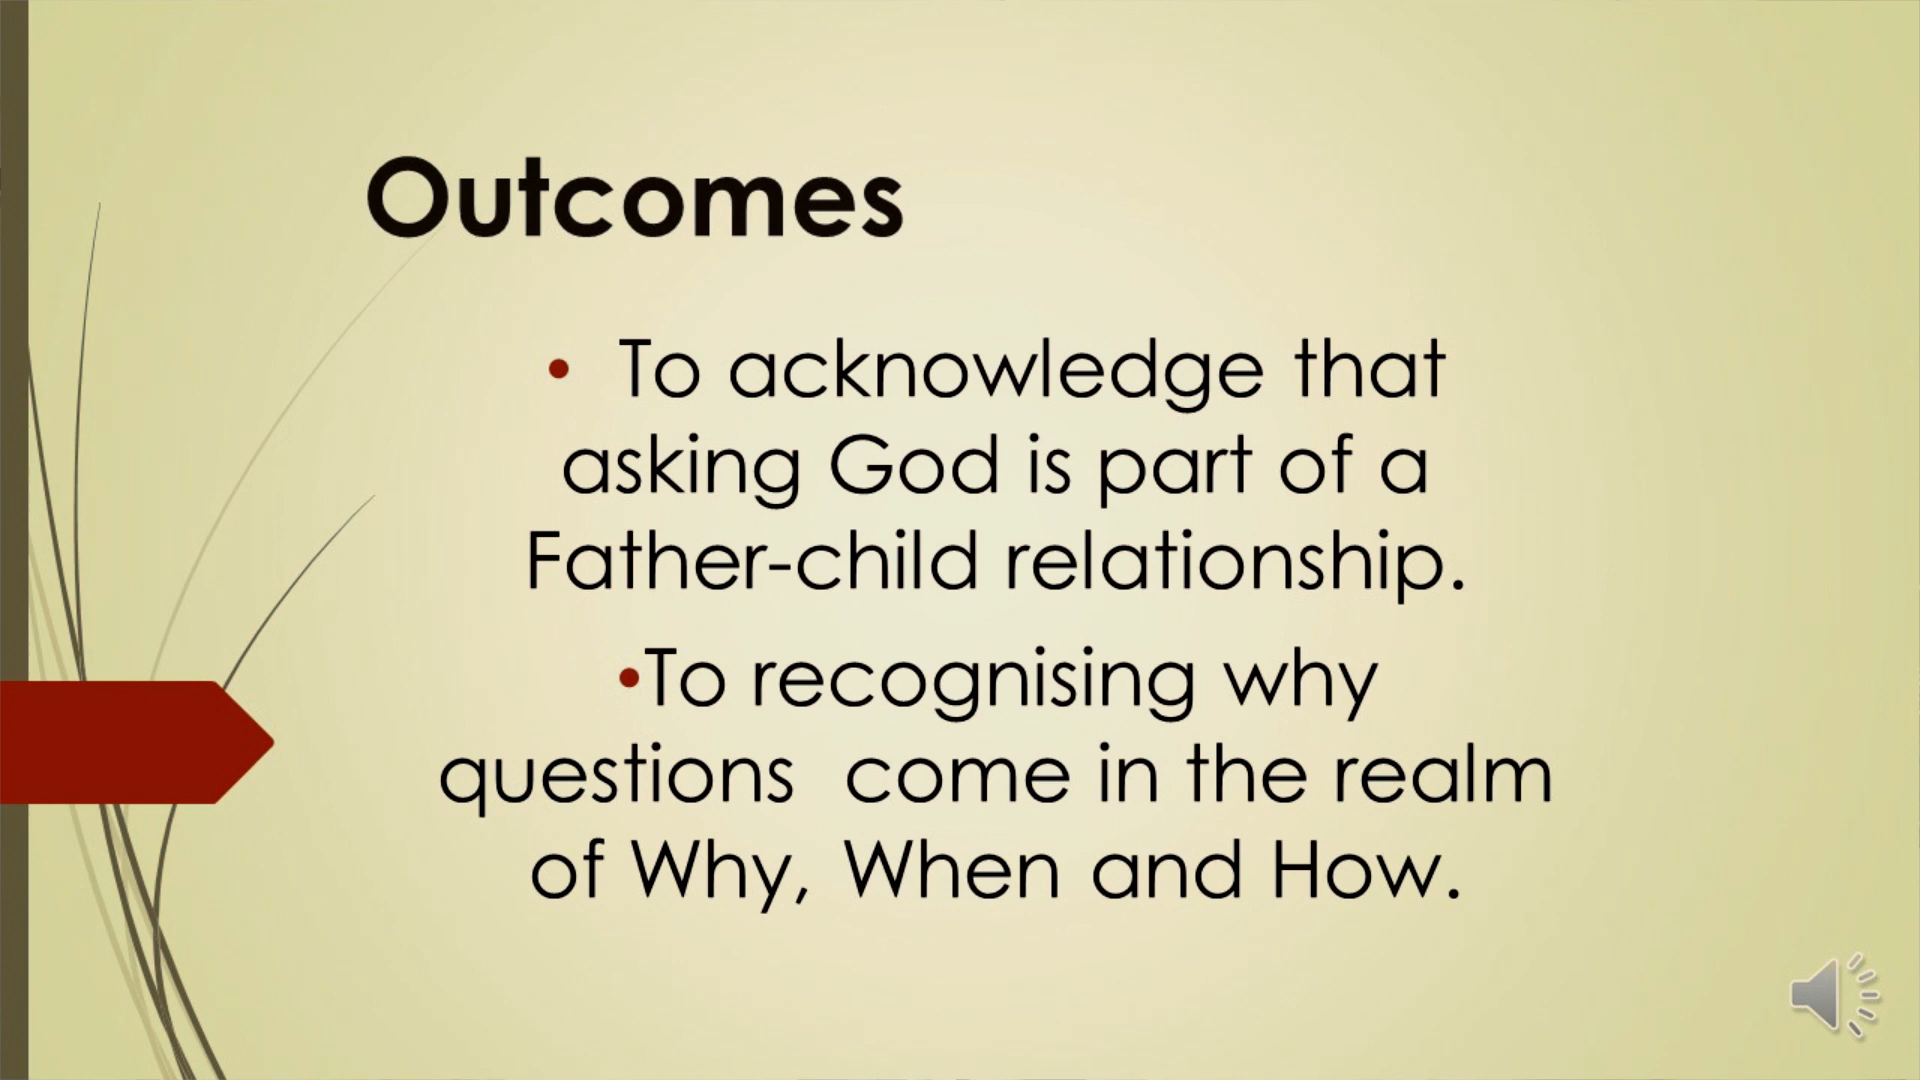 Outcomes
• To acknowledge that
asking God is part of a
Father-child relationship.
•To recognising why
questions  come in the realm
of Why, When and How.